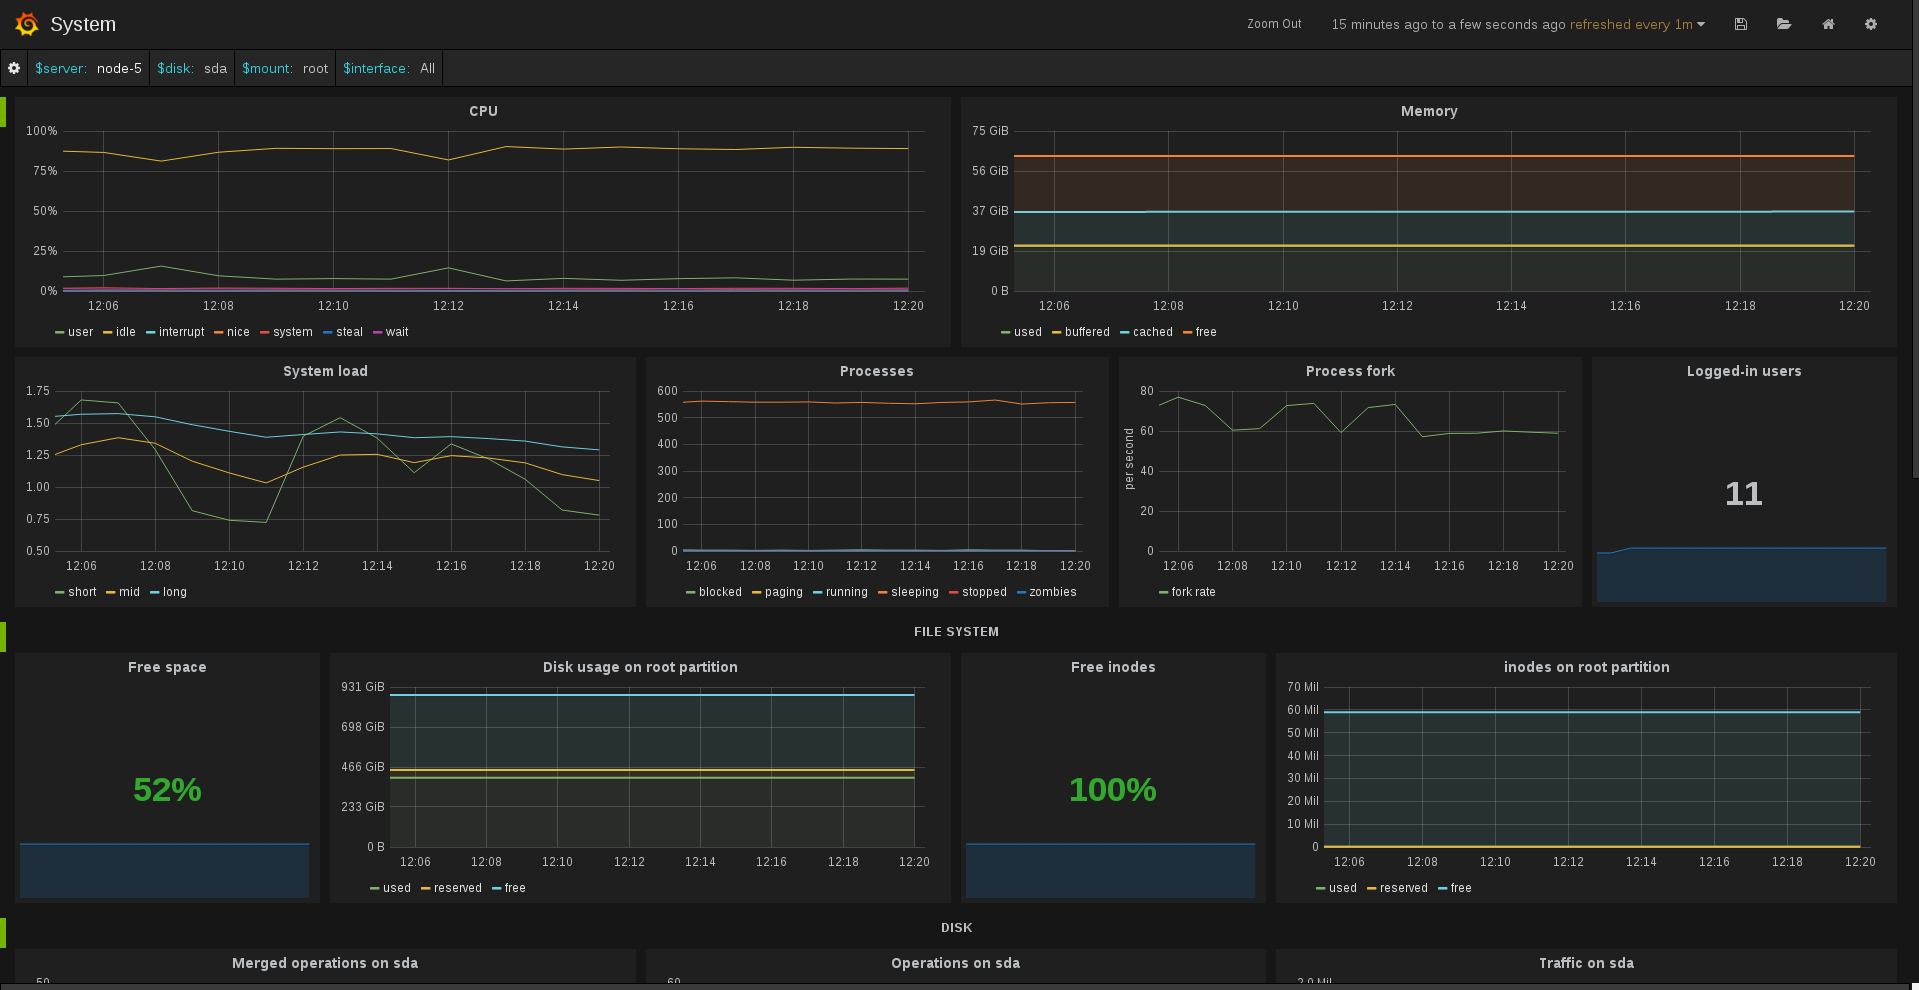 System
Zoom Out 15 minutes ago to a few seconds ago refreshed every 1m
$server: node-5 $disk: sda $mount: root $interface: All
CPU
100%
75%
50%
25%
0%
12:06 12:08 12:10 12:12 12:14 12:16 12:18 12:20
user idle interrupt nice system steal wait
Memory
75 GiB
56 GiB
37 GiB
19 GiB
0 B
12:06 12:08 12:10 12:12 12:14 12:16 12:18 12:20
used buffered cached free
System load
1.75
1.50
1.25
1.00
0.75
0.50
12:06 12:08 12:10 12:12 12:14 12:16 12:18 12:20
short mid long
Processes
600
500
400
300
200
100
0
12:06 12:08 12:10 12:12 12:14 12:16 12:18 12:20
blocked paging running sleeping stopped zombies
Process fork
per second
80
60
40
20
0
12:06 12:08 12:10 12:12 12:14 12:16 12:18 12:20
fork rate
Logged-in users
11
FILE SYSTEM
Free space
52%
Disk usage on root partition
931 GiB
698 GiB
466 GiB
233 GiB
0 B
12:06 12:08 12:10 12:12 12:14 12:16 12:18 12:20
used reserved free
Free inodes
100%
inodes on root partition
70 Mil
60 Mil
50 Mil
40 Mil
30 Mil
20 Mil
10 Mil
0
12:06 12:08 12:10 12:12 12:14 12:16 12:18 12:20
used reserved free
DISK
Merged operations on sda
50
Operations on sda
60
Traffic on sda
2.0 Mil